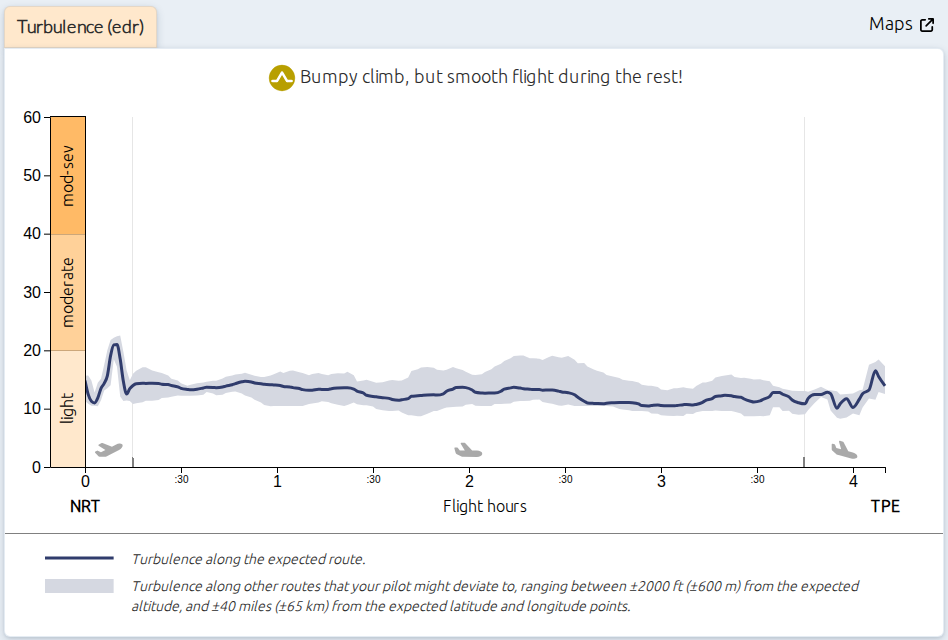 Turbulence (edr)
Maps
Bumpy climb, but smooth flight during the rest!
60
50
40
30
20
10
0
mod-sev
moderate
light
0 :30 1 :30 2 :30 3 :30 4
NRT Flight hours TPE
Turbulence along the expected route.
Turbulence along other routes that your pilot might deviate to, ranging between ±2000 ft (±600 m) from the expected
altitude, and ±40 miles (±65 km) from the expected latitude and longitude points.